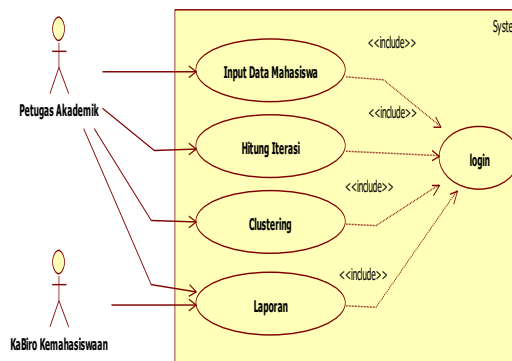 Syste
<<include>>
Input Data Mahasiswa
Petugas Akademik
<<include>>
Hitung Iterasi
login
<<include>>
Clustering
<<include>>
Laporan
KaBiro Kemahasiswaan